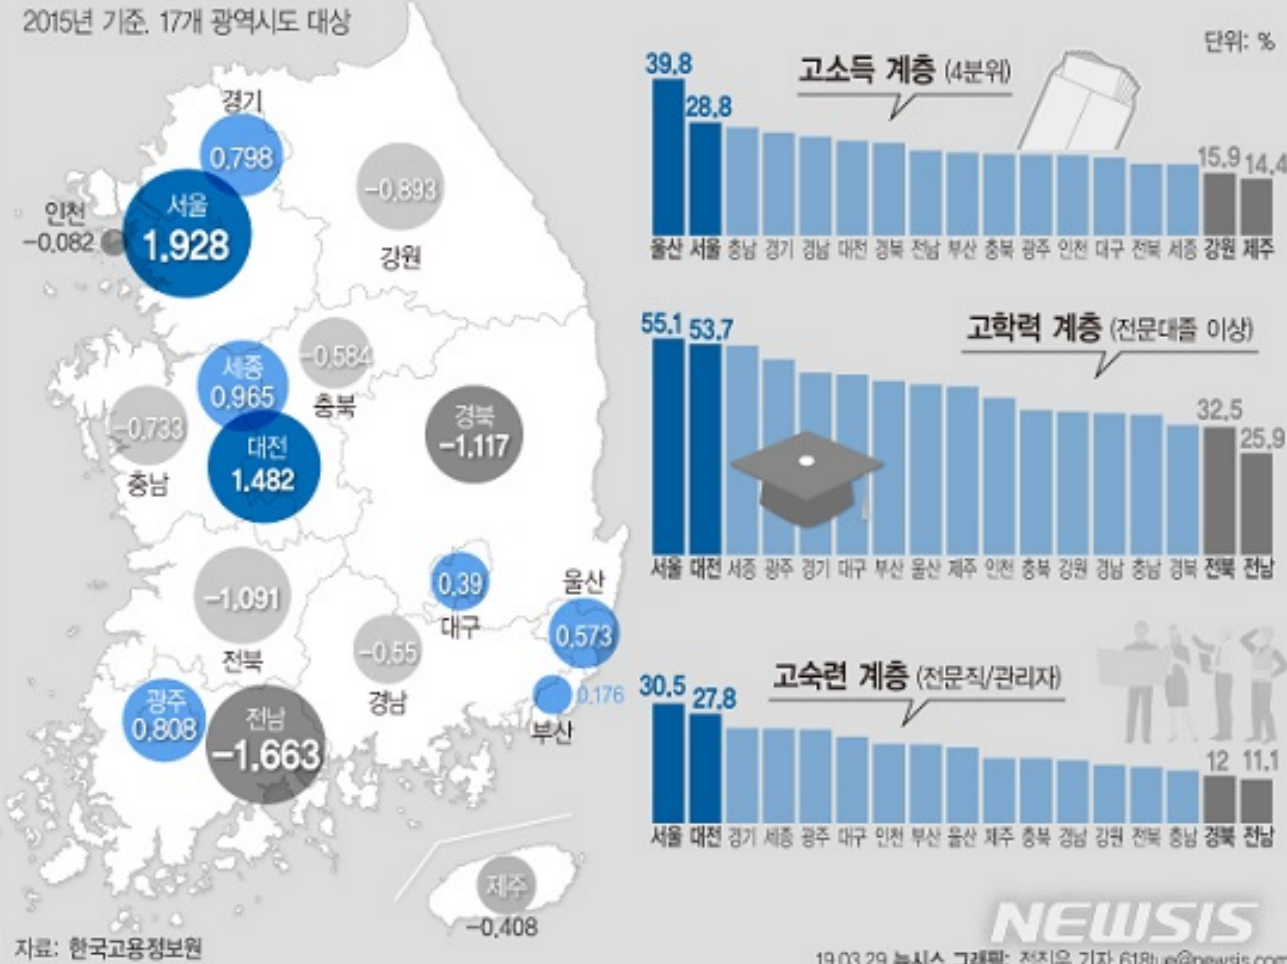 2015년 기준. 17개 광역시도 대상
경기
0.798
서울
1.928
인천
-0.082
-0.893
강원
세종
0.965
-0.584
충북
-0.733
충남
대전
1.482
경북
-1.117
-1.091
전북
0.39
대구
울산
0.573
-0.55
경남
0.176
부산
광주
0.808
전남
-1.663
제주
-0.408
자료: 한국고용정보원
단위: %
고소득 계층 (4분위)
39.8 28.8 15.9 14.4
울산 서울 충남 경기 경남 대전 경북 전남 부산 충북 광주 인천 대구 전북 세종 강원 제주
고학력 계층 (전문대졸 이상)
55.1 53.7 32.5 25.9
서울 대전 세종 광주 경기 대구 부산 울산 제주 인천 충북 강원 경남 충남 경북 전북 전남
고숙련 계층 (전문직/관리자)
30.5 27.8 12 11.1
서울 대전 경기 세종 광주 대구 인천 부산 울산 제주 충북 경남 강원 전북 충남 경북 전남
NEWSIS
19.03.29 뉴시스 그래픽: 전진우 기자 618tue@newsis.com